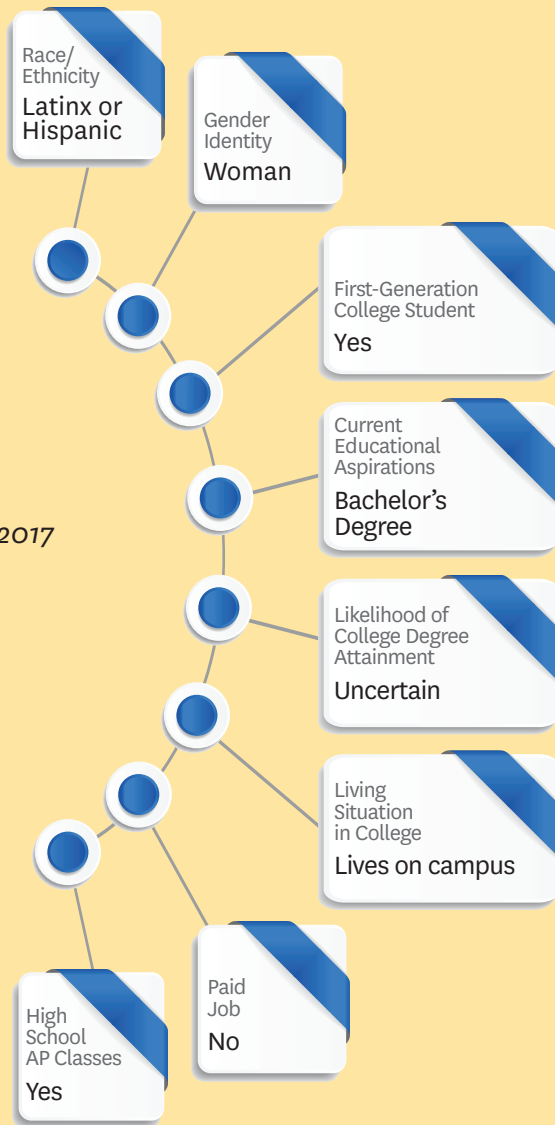 Race/
Ethnicity
Latinx or
Hispanic
Gender
Identity
Woman
First-Generation
College Student
Yes
Current
Educational
Aspirations
Bachelor’s
Degree
2017
Likelihood of
College Degree
Attainment
Uncertain
Living
Situation
in College
Lives on campus
Paid
Job
No
High
School
AP Classes
Yes